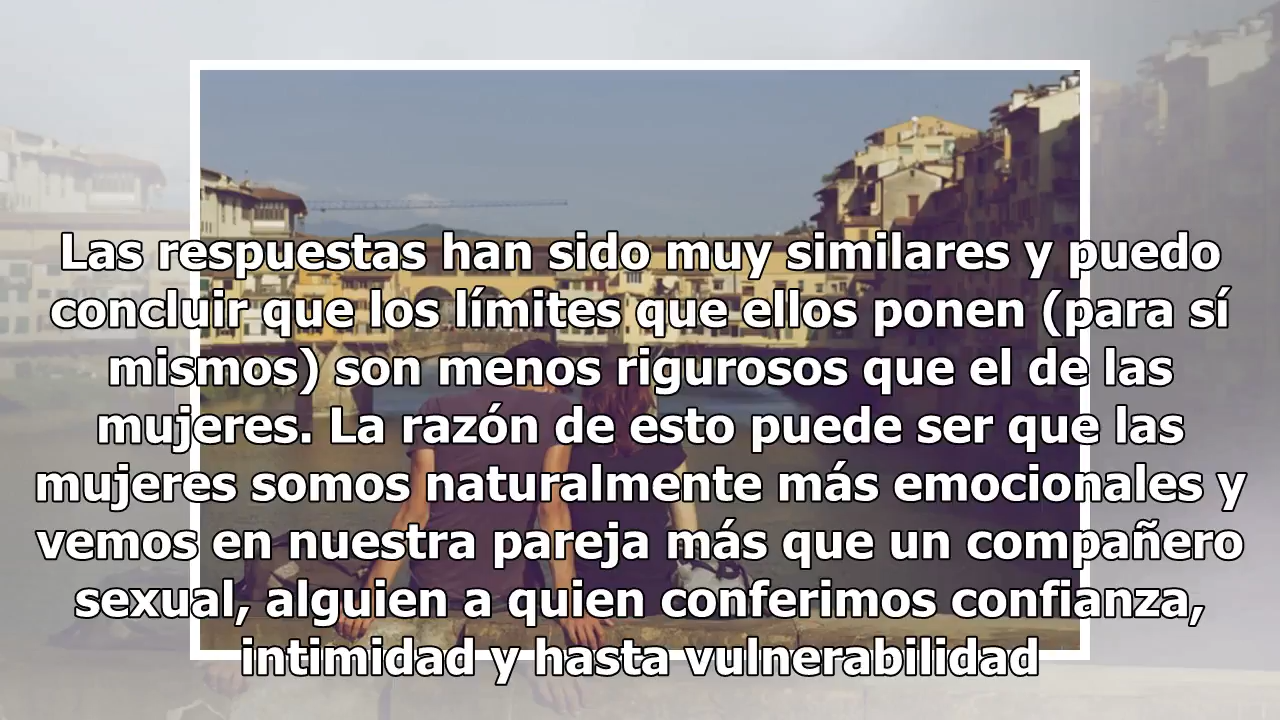 Las respuestas han sido muy similares y puedo
concluir que los límites que ellos ponen (para sí
mismos) son menos rigurosos que el de las
mujeres. La razón de esto puede ser que las
mujeres somos naturalmente más emocionales y
vemos en nuestra pareja más que un compañero
sexual, alguien a quien conferimos confianza,
intimidad y hasta vulnerabilidad